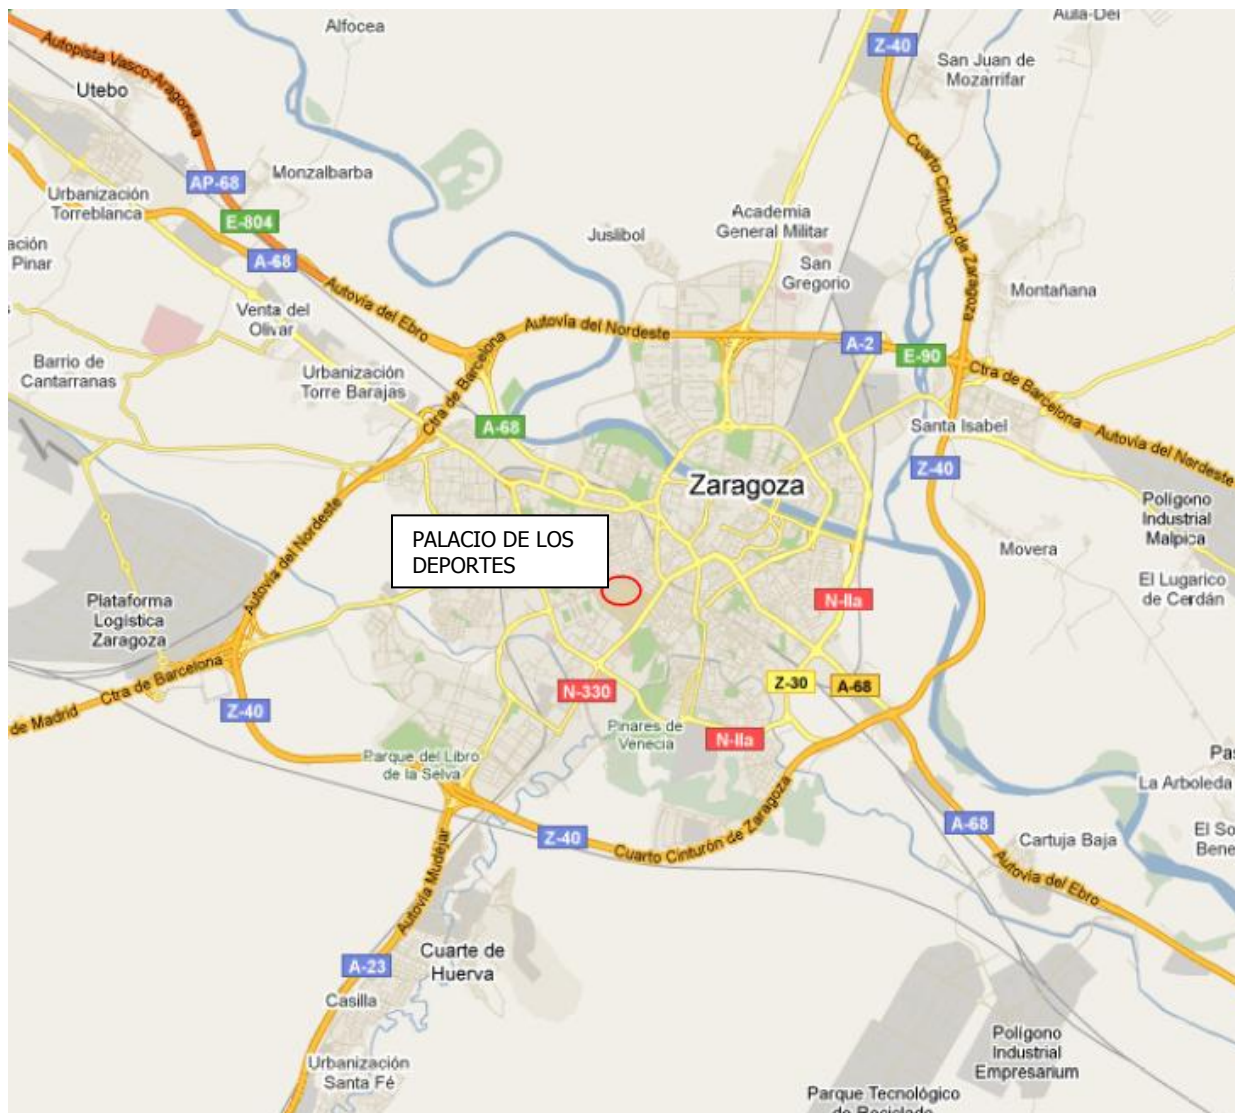 Alfocea
Aula-Dei
Autopista Vasco-Aragonesa
Z-40
San Juan de
Mozarrifar
Utebo
Cuarto Cinturón de Zaragoza
Monzalbarba
AP-68
Urbanización
Torreblanca
E-804
Academia
General Militar
Juslibol
ación
Pinar
A-68
San
Gregorio
Montañana
Autovía del Ebro
Venta del
Olivar
Autovía del Nordeste
A-2
E-90
Ctra de Barcelona
Barrio de
Cantarranas
Urbanización
Torre Barajas
Ctra de Barcelona
A-68
Santa Isabel
Autovía del Nordeste
Z-40
Zaragoza
Polígono
Industrial
Malpica
PALACIO DE LOS
DEPORTES
Autovía del Nordeste
Movera
El Lugarico
de Cerdán
Plataforma
Logística
Zaragoza
N-IIa
Ctra de Barcelona
N-330
Z-30
A-68
de Madrid
Z-40
Pinares de
Venecia
N-IIa
Parque del Libro
de la Selva
Pas
La Arboleda
Cuarto Cinturón de Zaragoza
Z-40
A-68
Cartuja Baja
El So
Bene
Autovía Mudéjar
Autovía del Ebro
Cuarte de
Huerva
A-23
Casilla
Polígono
Industrial
Empresarium
Urbanización
Santa Fé
Parque Tecnológico
de Reciclado